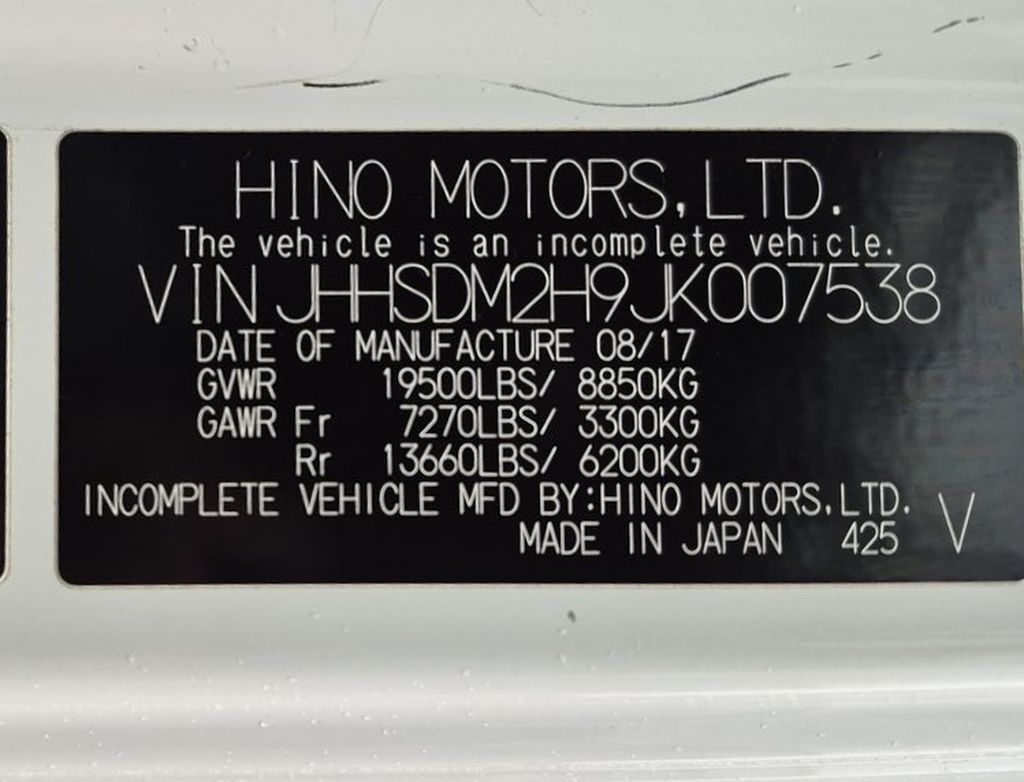 HINO MOTORS, LTD.
The vehicle is an incomplete vehicle.
VIN JHHSDM2H9JK007538
DATE OF MANUFACTURE 08/17
GVWR 19500LBS/ 8850KG
GAWR Fr 7270LBS/ 3300KG
Rr 13660LBS/ 6200KG
INCOMPLETE VEHICLE MFD BY:HINO MOTORS,LTD.
MADE IN JAPAN 425 V